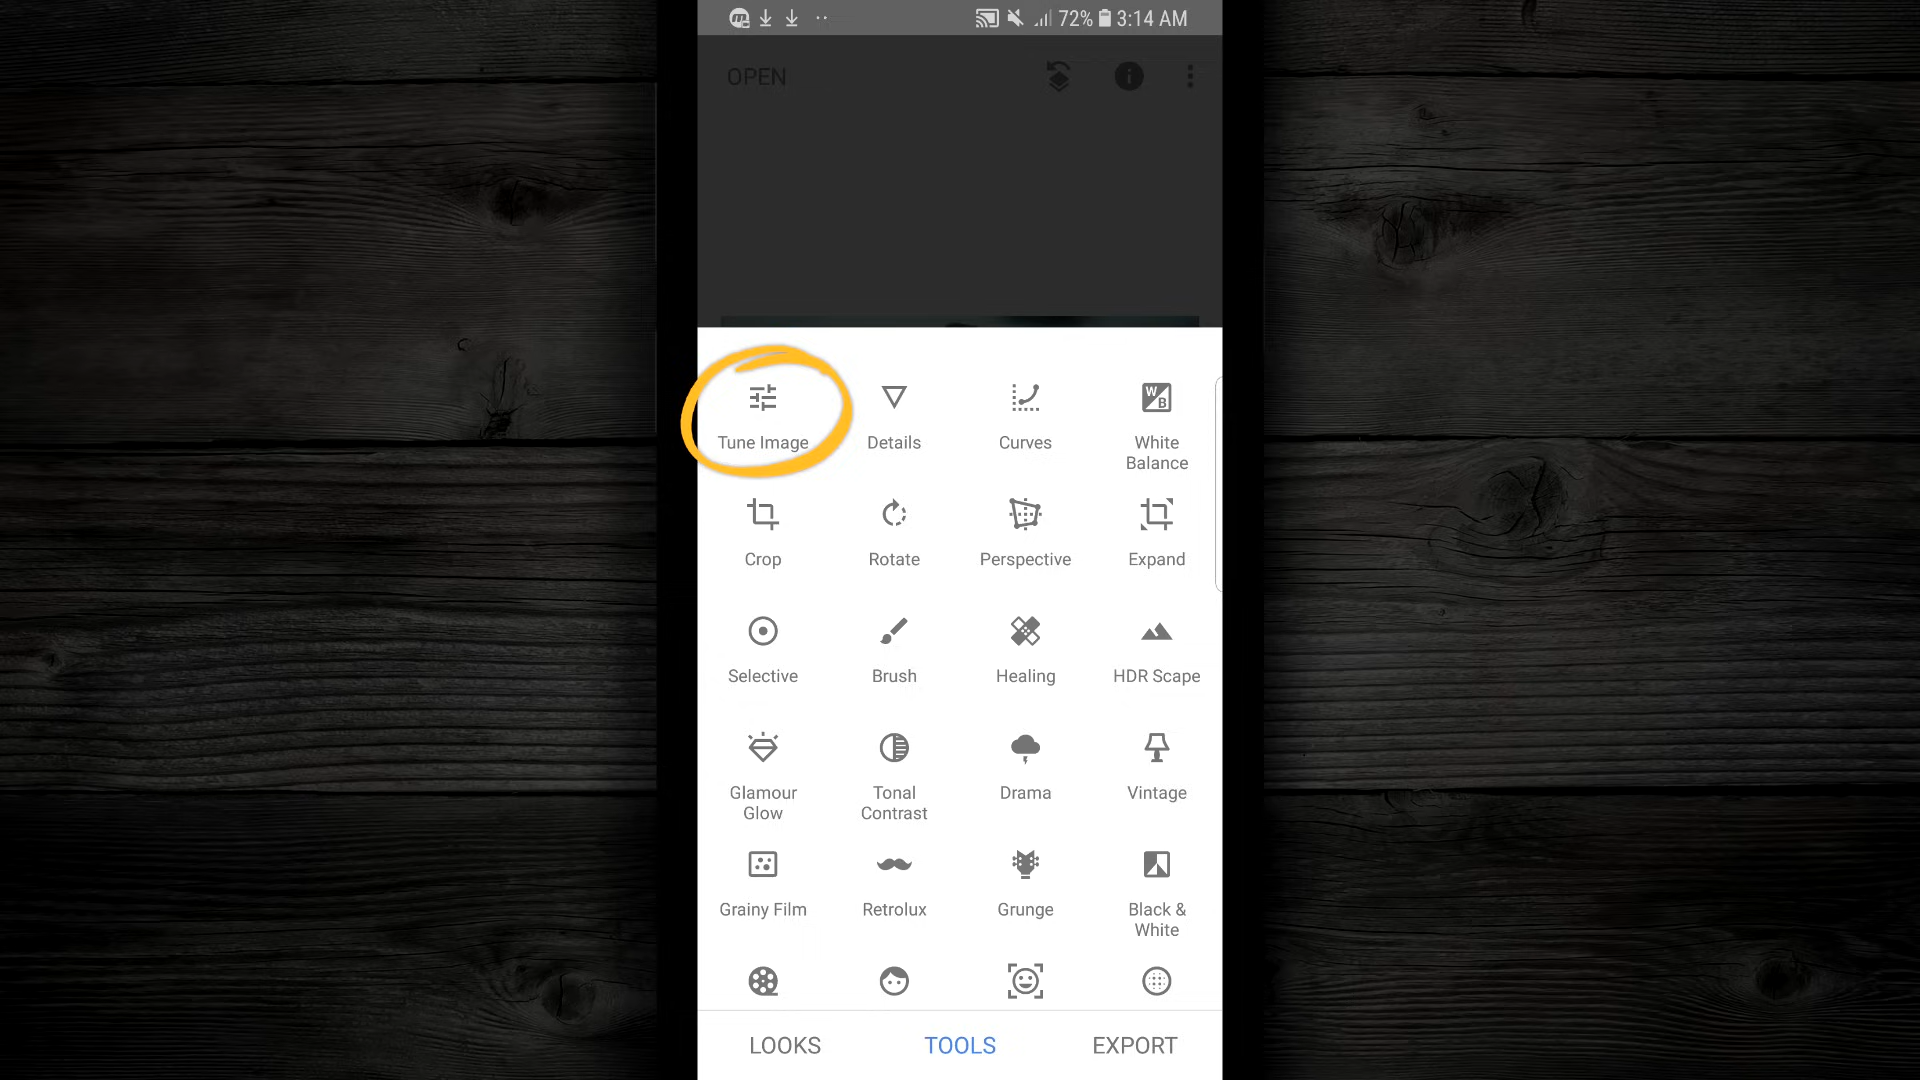 72% 3:14 AM
OPEN
Tune Image Details Curves White Balance
Crop Rotate Perspective Expand
Selective Brush Healing HDR Scape
Glamour Glow Tonal Contrast Drama Vintage
Grainy Film Retrolux Grunge Black & White
LOOKS TOOLS EXPORT